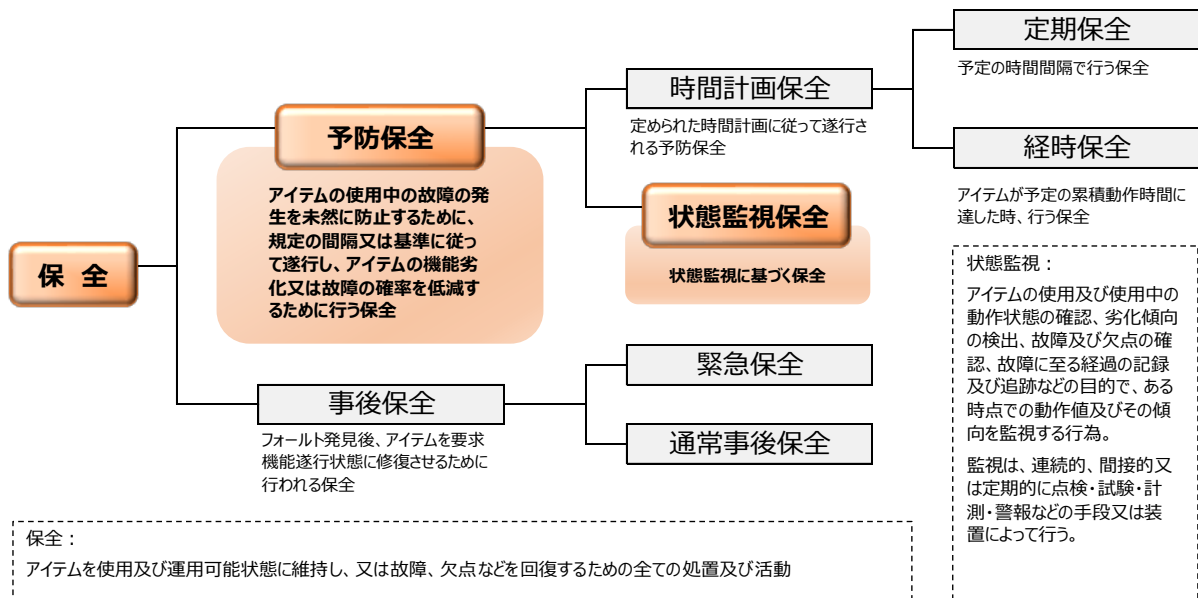 保 全
予防保全
アイテムの使用中の故障の発
生を未然に防止するために、
規定の間隔又は基準に従っ
て遂行し、アイテムの機能劣
化又は故障の確率を低減す
るために行う保全
時間計画保全
定められた時間計画に従って遂行さ
れる予防保全
定期保全
予定の時間間隔で行う保全
経時保全
アイテムが予定の累積動作時間に
達した時、行う保全
状態監視保全
状態監視に基づく保全
事後保全
フォールト発見後、アイテムを要求
機能遂行状態に修復させるために
行われる保全
緊急保全
通常事後保全
状態監視：
アイテムの使用及び使用中の
動作状態の確認、劣化傾向
の検出、故障及び欠点の確
認、故障に至る経過の記録
及び追跡などの目的で、ある
時点での動作値及びその傾
向を監視する行為。
監視は、連続的、間接的又
は定期的に点検・試験・計
測・警報などの手段又は装
置によって行う。
保全：
アイテムを使用及び運用可能状態に維持し、又は故障、欠点などを回復するための全ての処置及び活動